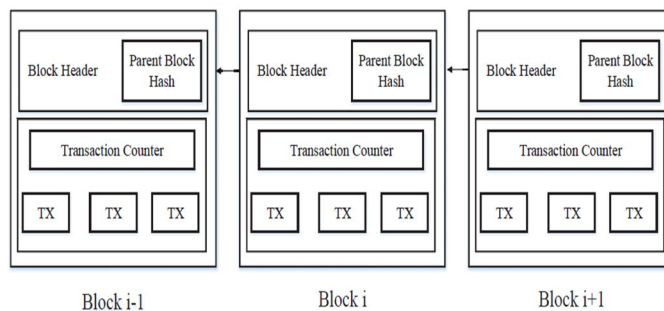 Block Header
Parent Block
Hash
Transaction Counter
TX TX TX
Block i-1
Block Header
Parent Block
Hash
Transaction Counter
TX TX TX
Block i
Block Header
Parent Block
Hash
Transaction Counter
TX TX TX
Block i+1